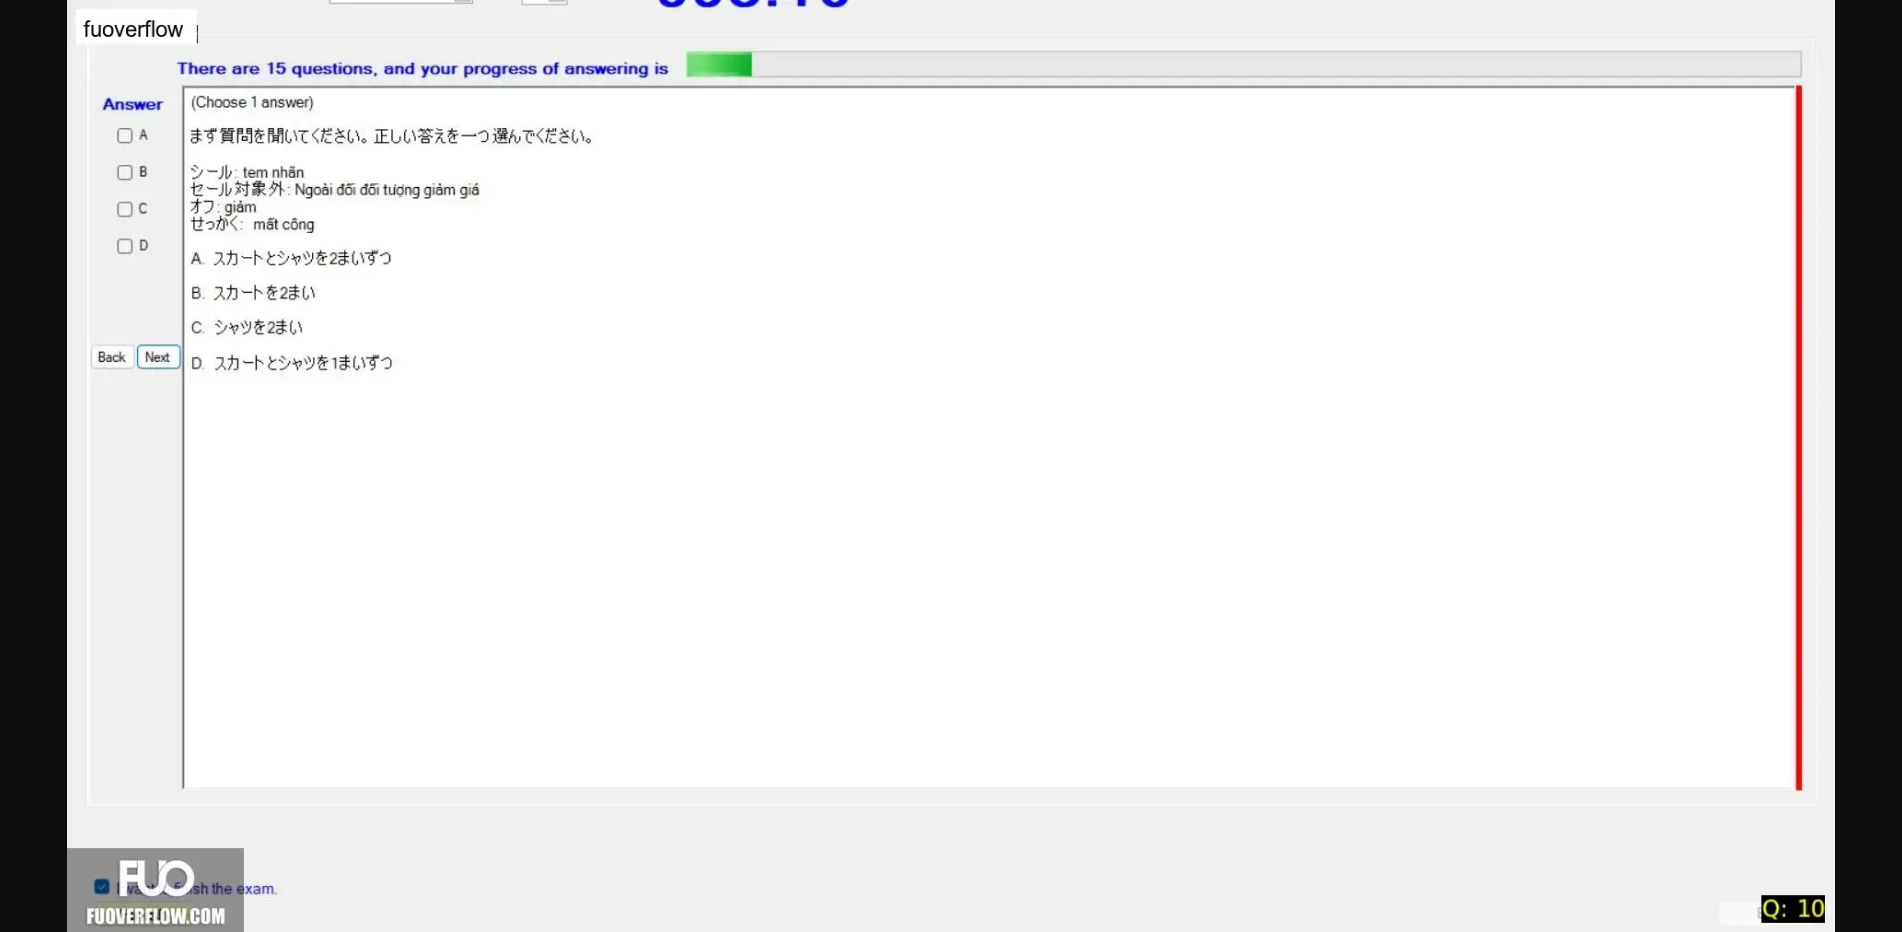 fuoverflow
There are 15 questions, and your progress of answering is
Answer
(Choose 1 answer)
A
まず質問を聞いてください。正しい答えを一つ選んでください。
B
シール: tem nhãn
セール対象外: Ngoài đối đối tượng giảm giá
C
オフ: giảm
せっかく: mất công
D
A. スカートとシャツを2まいずつ
B. スカートを2まい
C. シャツを2まい
Back Next
D. スカートとシャツを1まいずつ
FUO
the exam.
FUOVERFLOW.COM
Q: 10